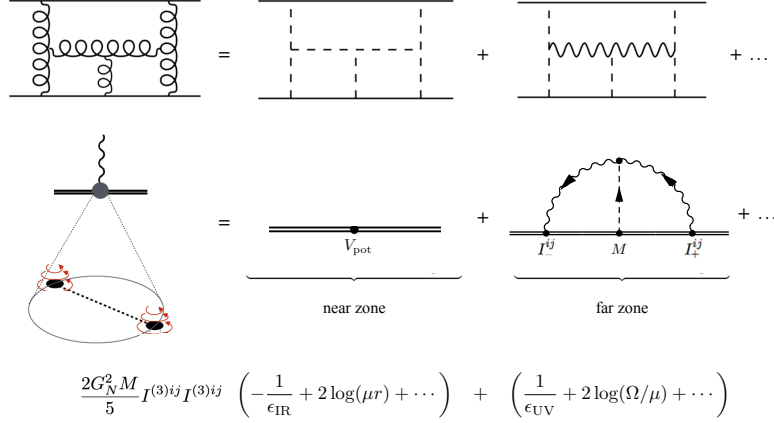 = + + ...
= + + ...
V_pot I_-^{ij} M I_+^{ij}
near zone far zone
\frac{2G_N^2 M}{5} I^{(3)ij} I^{(3)ij} \left( -\frac{1}{\epsilon_{IR}} + 2 \log(\mu r) + \cdots \right) + \left( \frac{1}{\epsilon_{UV}} + 2 \log(\Omega/\mu) + \cdots \right)